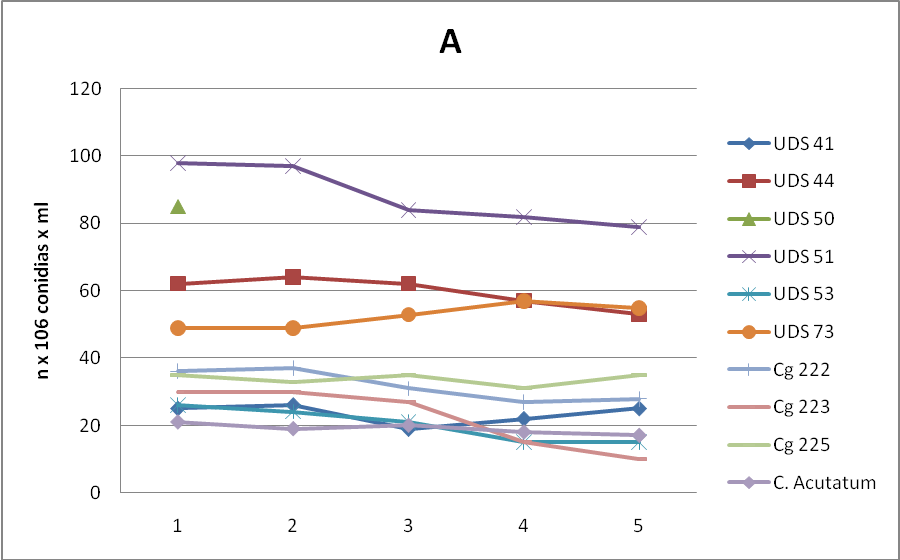 A
120
100
80
60
40
20
0
n x 106 conidias x ml
1 2 3 4 5
UDS 41
UDS 44
UDS 50
UDS 51
UDS 53
UDS 73
Cg 222
Cg 223
Cg 225
C. Acutatum